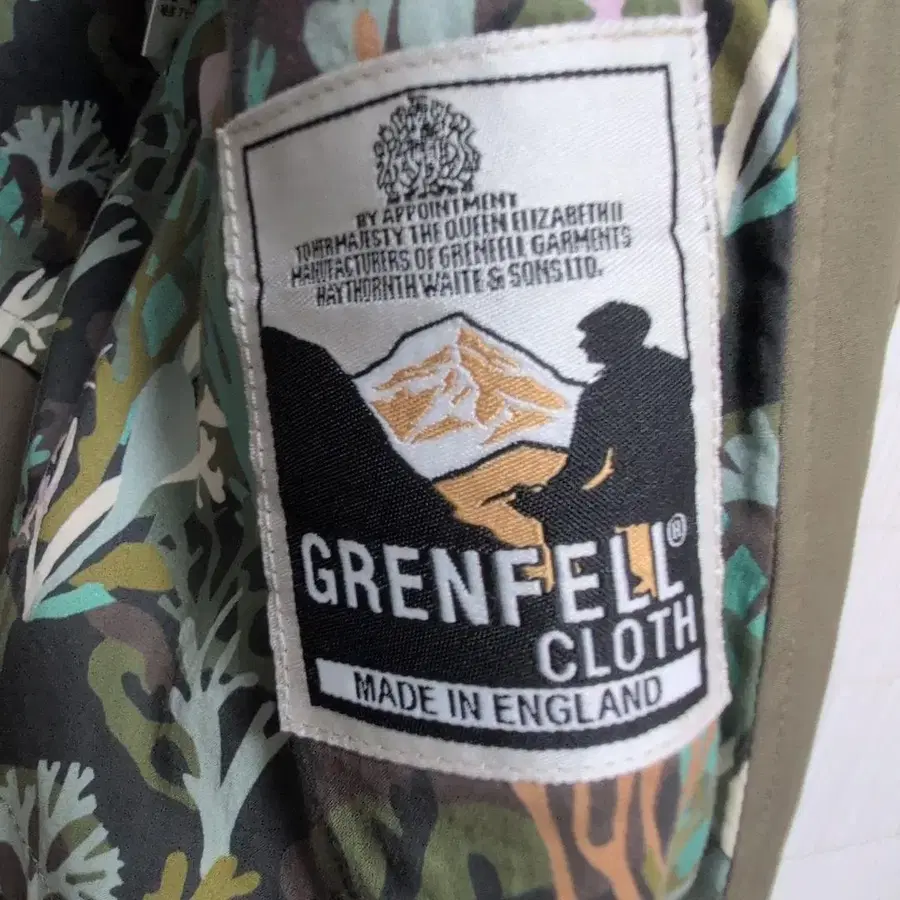 BY APPOINTMENT
TO HER MAJESTY THE QUEEN ELIZABETH II
MANUFACTURERS OF GRENFELL GARMENTS
HAYTHORNTHWAITE & SONS LTD.
GRENFELL®
CLOTH
MADE IN ENGLAND